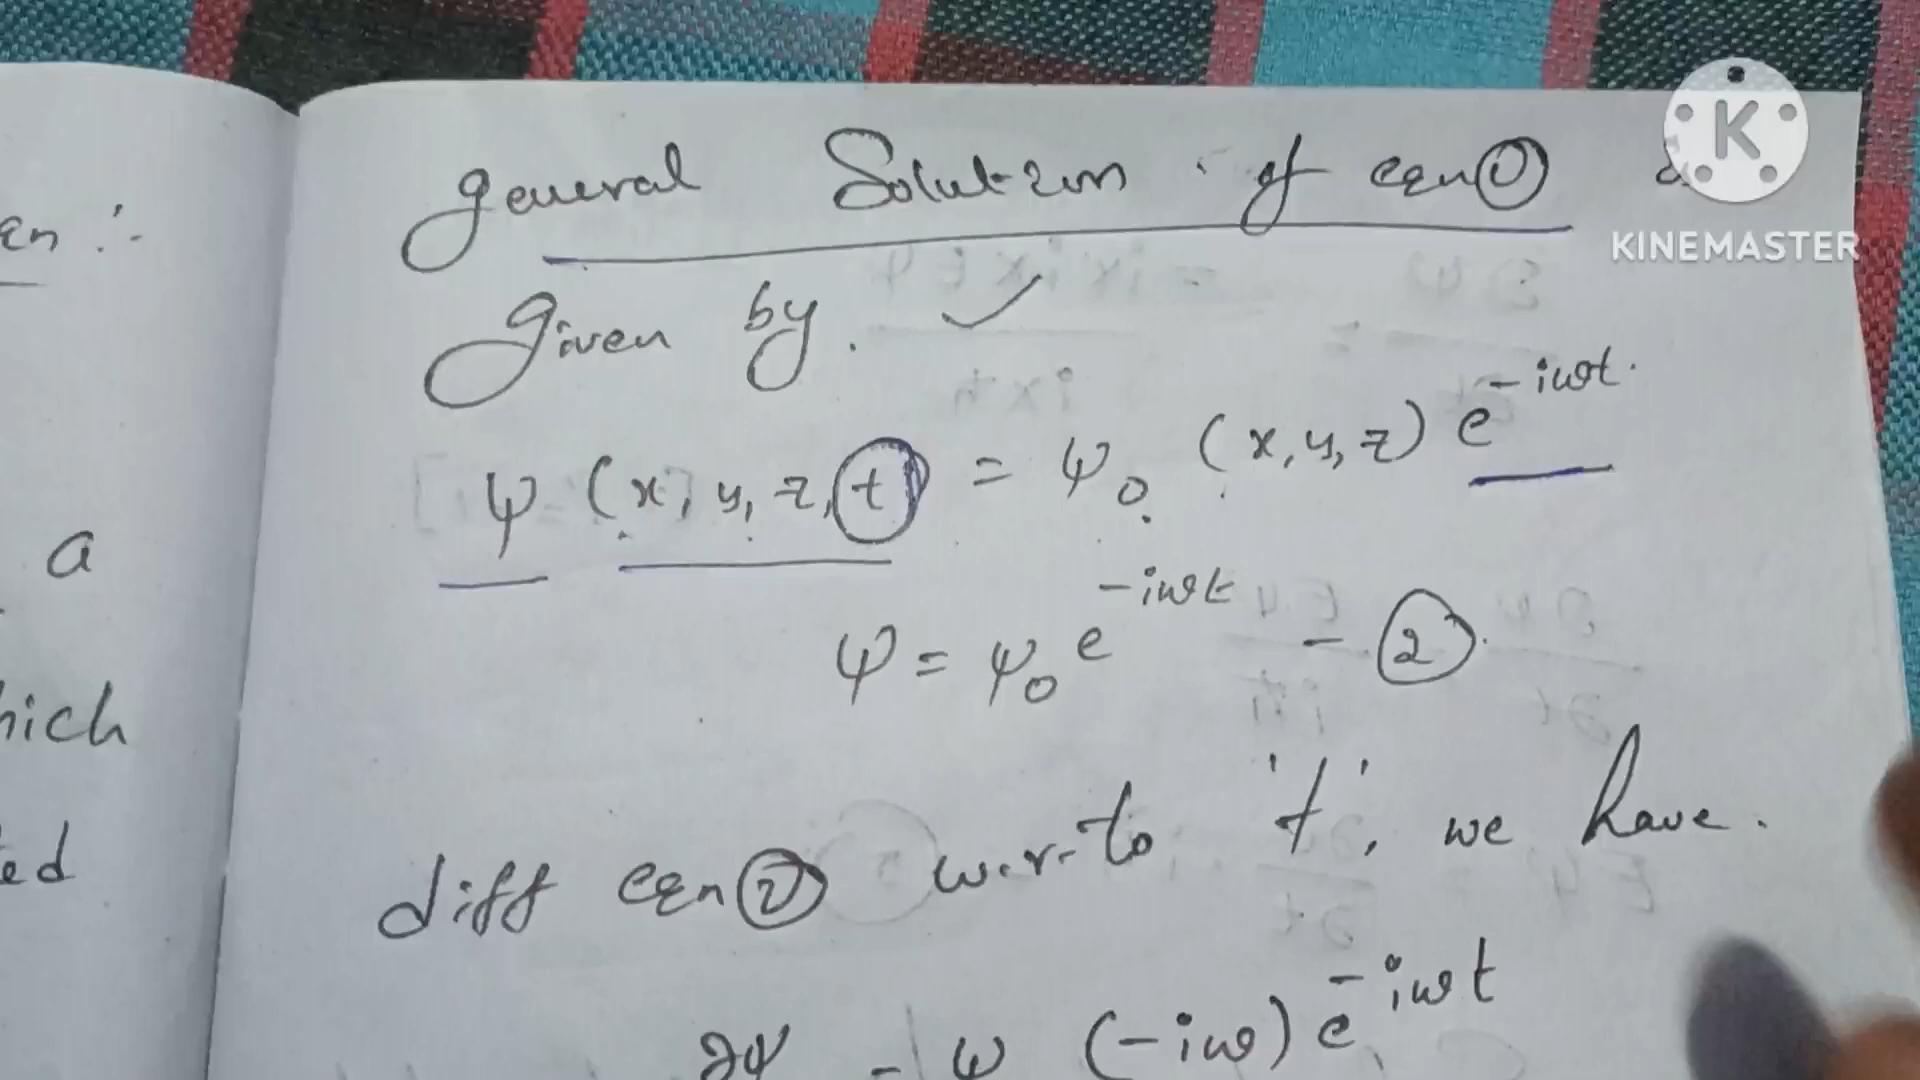 general Solution of eqn ①
KINEMASTER
en :-
Given by.
ψ (x, y, z, t) = ψ₀ (x, y, z) e^-iωt.
a
ψ = ψ₀ e^-iωt - ②.
hich
diff eqn ② w.r.to 't', we have.
ed
∂ψ = ψ (-iω) e^-iωt